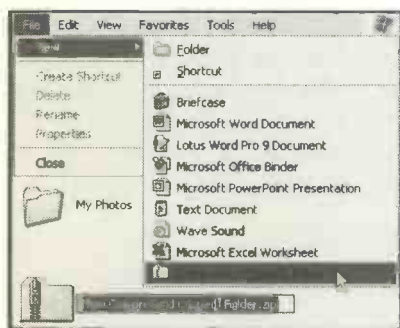 File Edit View Favorites Tools Help
New
Folder
Shortcut
Create Shortcut
Delete
Rename
Properties
Close
Briefcase
Microsoft Word Document
Lotus Word Pro 9 Document
Microsoft Office Binder
Microsoft PowerPoint Presentation
Text Document
Wave Sound
Microsoft Excel Worksheet
My Photos
Folder.zip